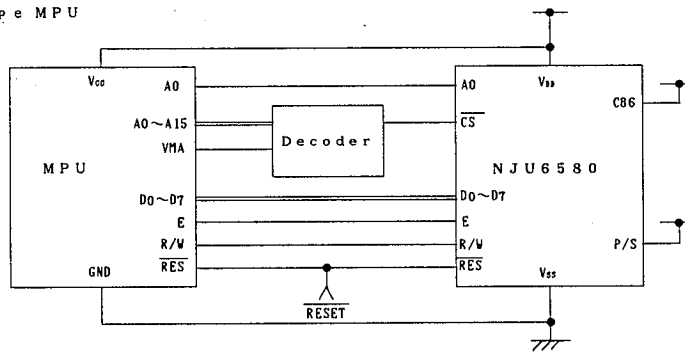 p e M P U
Vcc
A0
A0~A15
VMA
MPU
D0~D7
E
R/W
RES
GND
Decoder
RESET
VDD
A0
CS
C86
NJU6580
D0~D7
E
R/W
P/S
RES
Vss